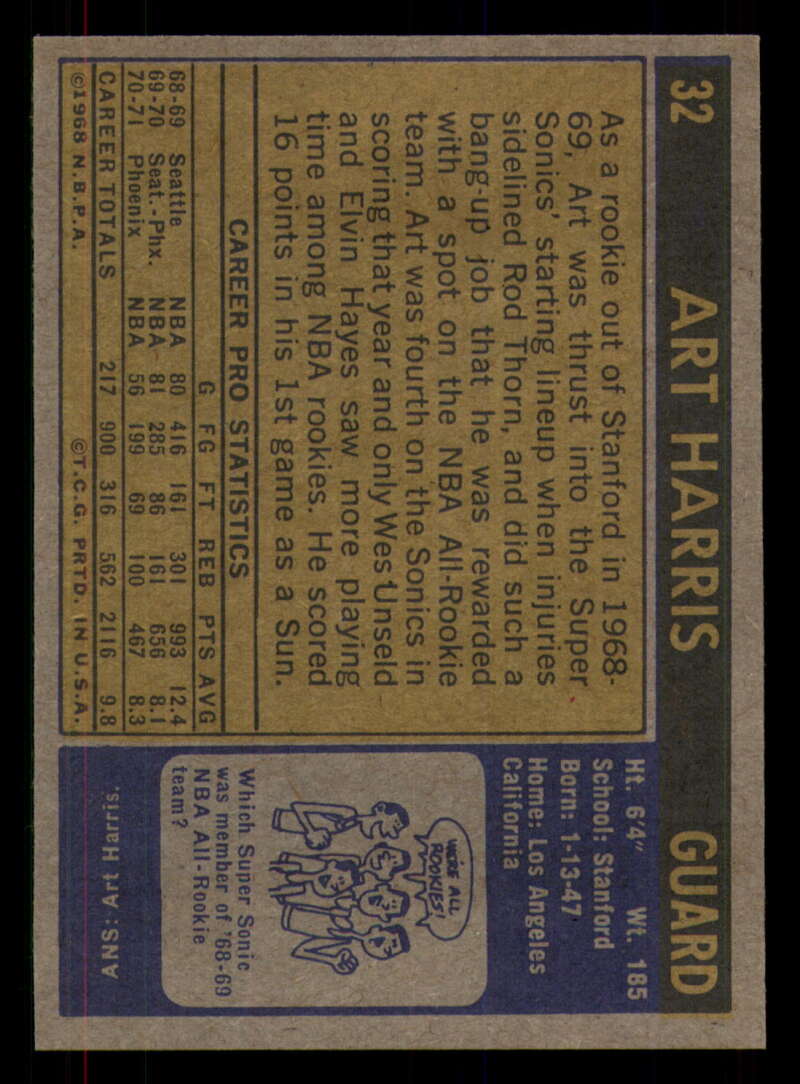 32 ART HARRIS GUARD
As a rookie out of Stanford in 1968-
69, Art was thrust into the Super
Sonics' starting lineup when injuries
sidelined Rod Thorn, and did such a
bang-up job that he was rewarded
with a spot on the NBA All-Rookie
team. Art was fourth on the Sonics in
scoring that year and only Wes Unseld
and Elvin Hayes saw more playing
time among NBA rookies. He scored
16 points in his 1st game as a Sun.
CAREER PRO STATISTICS
G FG FT REB PTS AVG
68-69 Seattle NBA 80 416 161 301 993 12.4
69-70 Seat.-Phx. NBA 81 285 86 161 656 8.1
70-71 Phoenix NBA 56 199 69 100 467 8.3
CAREER TOTALS 217 900 316 562 2116 9.8
©1968 N.B.P.A. ©T.C.G. PRTD. IN U.S.A.
Ht. 6'4" Wt. 185
School: Stanford
Born: 1-13-47
Home: Los Angeles
California
WE'RE ALL
ROOKIES!
Which Super Sonic
was member of '68-69
NBA All-Rookie
team?
ANS: Art Harris.